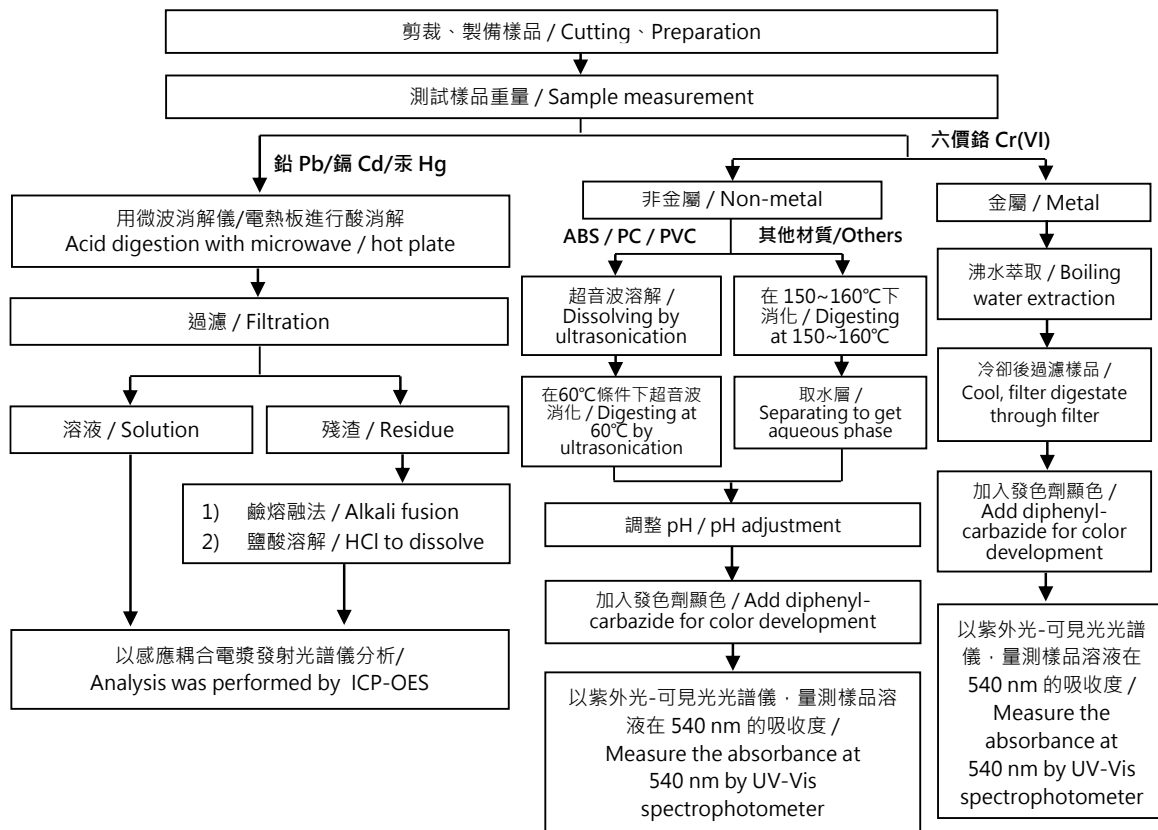 剪裁、製備樣品 / Cutting、Preparation
測試樣品重量 / Sample measurement
鉛 Pb/鎘 Cd/汞 Hg
用微波消解儀/電熱板進行酸消解
Acid digestion with microwave / hot plate
過濾 / Filtration
溶液 / Solution
殘渣 / Residue
1) 鹼熔融法 / Alkali fusion
2) 鹽酸溶解 / HCl to dissolve
以感應耦合電漿發射光譜儀分析/
Analysis was performed by ICP-OES
六價鉻 Cr(VI)
非金屬 / Non-metal
ABS / PC / PVC
超音波溶解 /
Dissolving by
ultrasonication
在60℃條件下超音波
消化 / Digesting at
60℃ by
ultrasonication
其他材質/Others
在 150~160℃下
消化 / Digesting
at 150~160℃
取水層 /
Separating to get
aqueous phase
調整 pH / pH adjustment
加入發色劑顯色 / Add diphenyl-
carbazide for color development
以紫外光-可見光光譜儀，量測樣品溶
液在 540 nm 的吸收度 /
Measure the absorbance at
540 nm by UV-Vis
spectrophotometer
金屬 / Metal
沸水萃取 / Boiling
water extraction
冷卻後過濾樣品 /
Cool, filter digestate
through filter
加入發色劑顯色 /
Add diphenyl-
carbazide for color
development
以紫外光-可見光光譜
儀，量測樣品溶液在
540 nm 的吸收度 /
Measure the
absorbance at
540 nm by UV-Vis
spectrophotometer